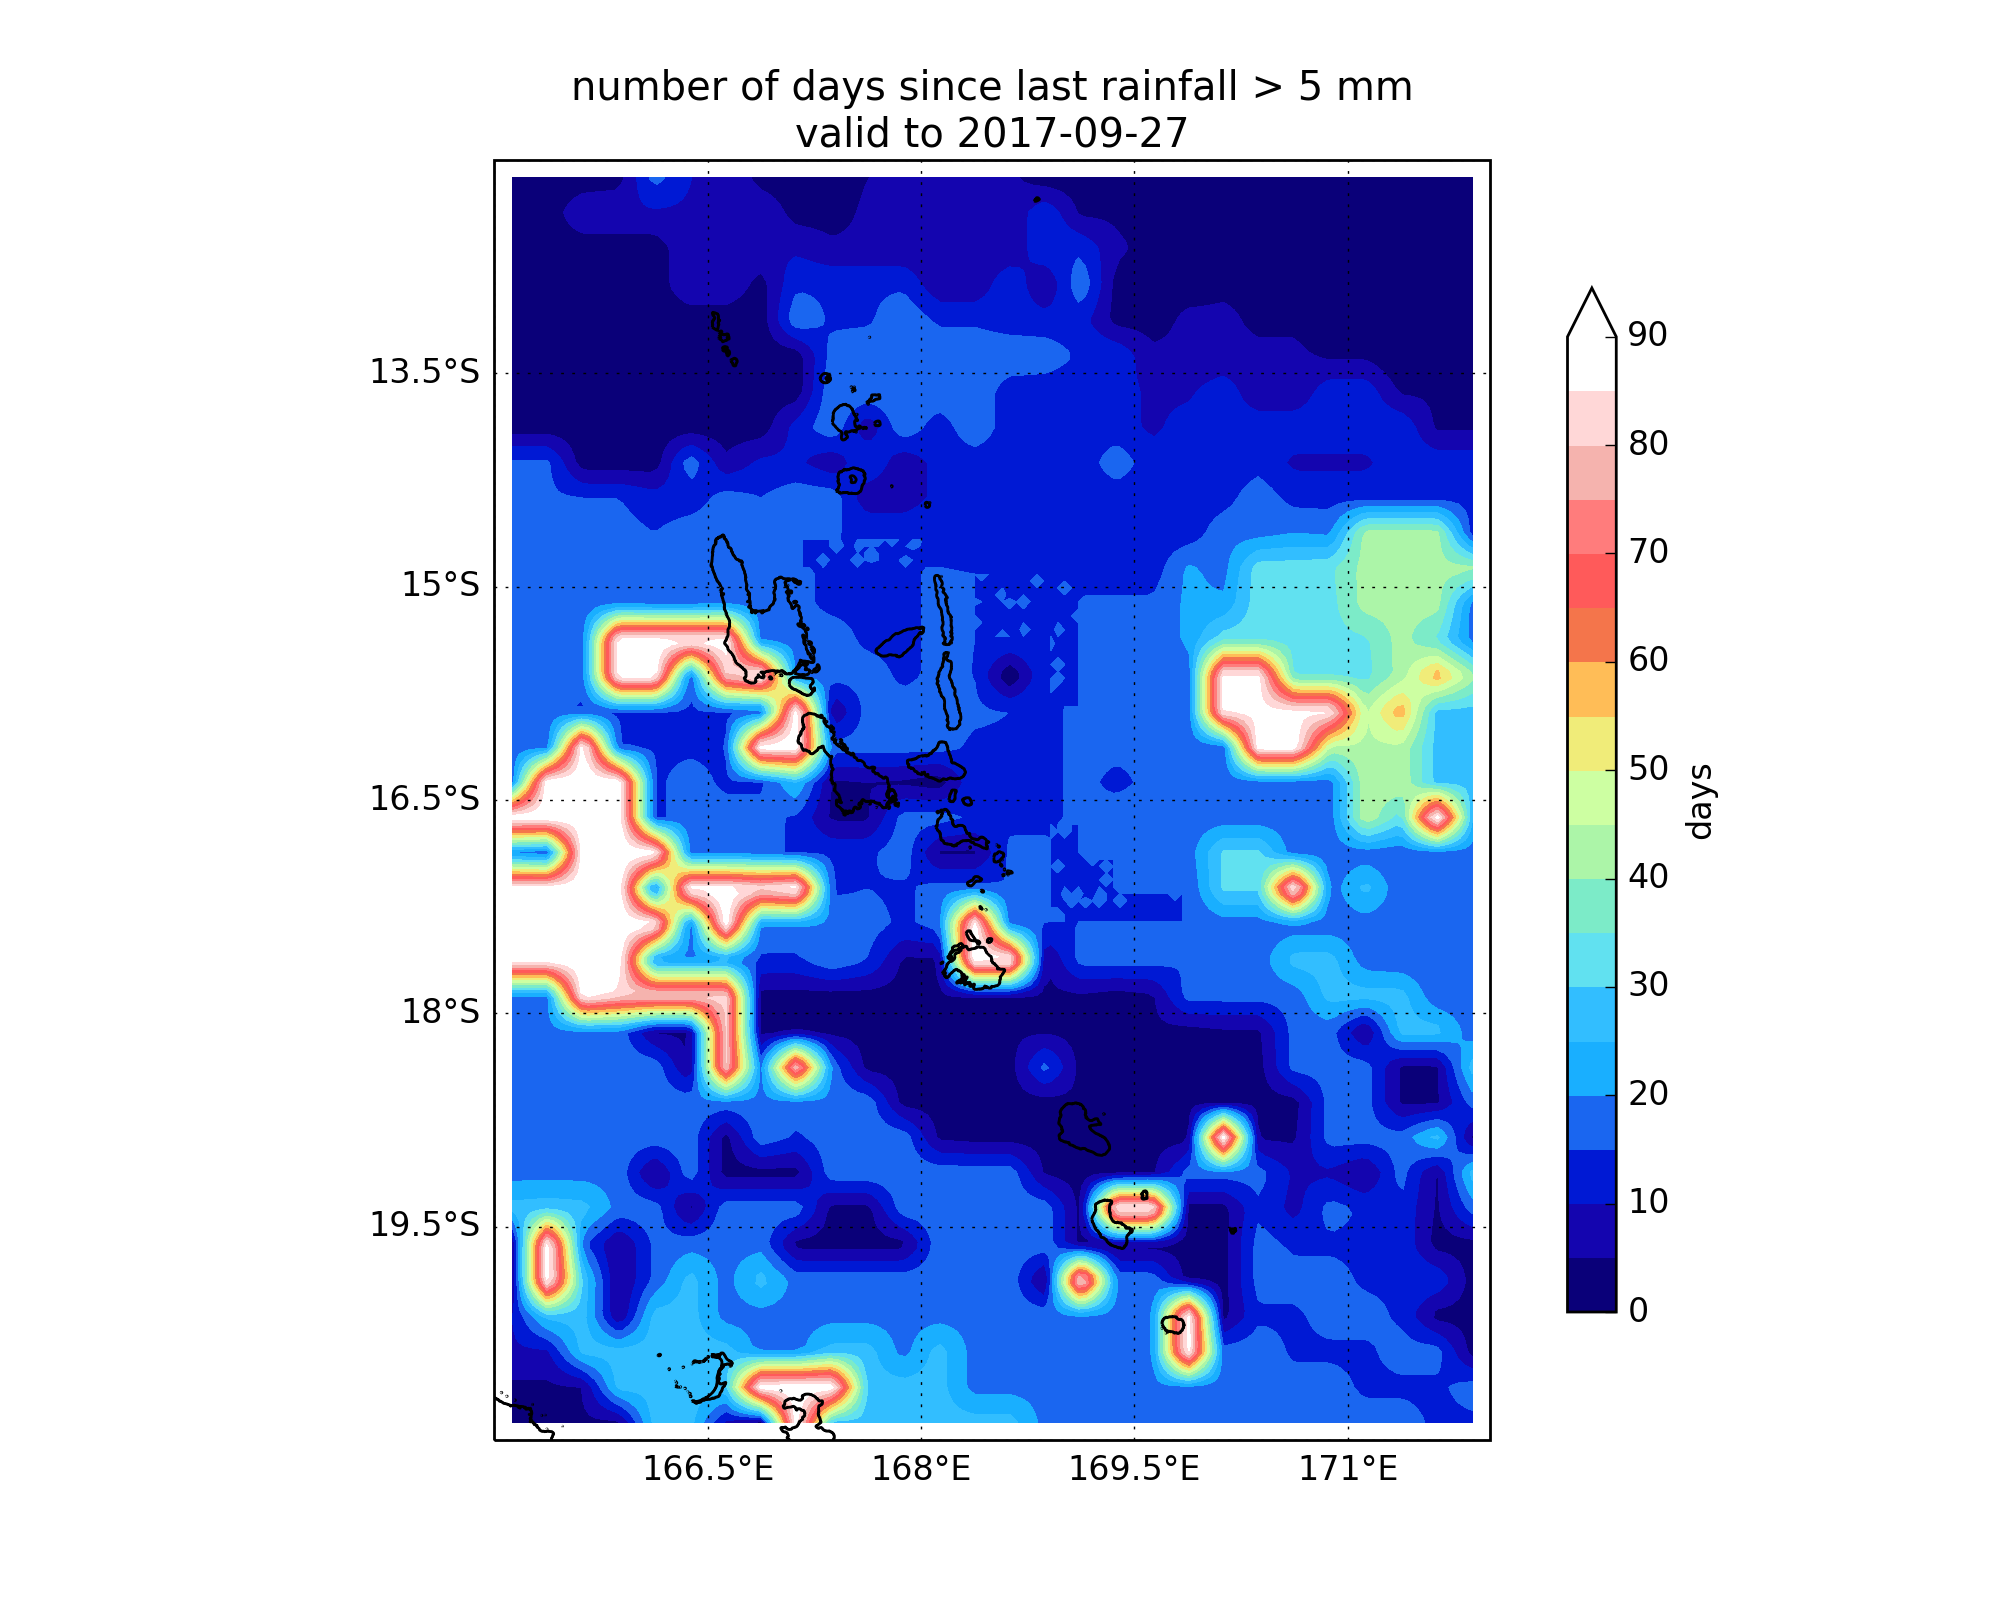 number of days since last rainfall > 5 mm
valid to 2017-09-27
13.5°S
15°S
16.5°S
18°S
19.5°S
166.5°E
168°E
169.5°E
171°E
90
80
70
60
50
40
30
20
10
0
days